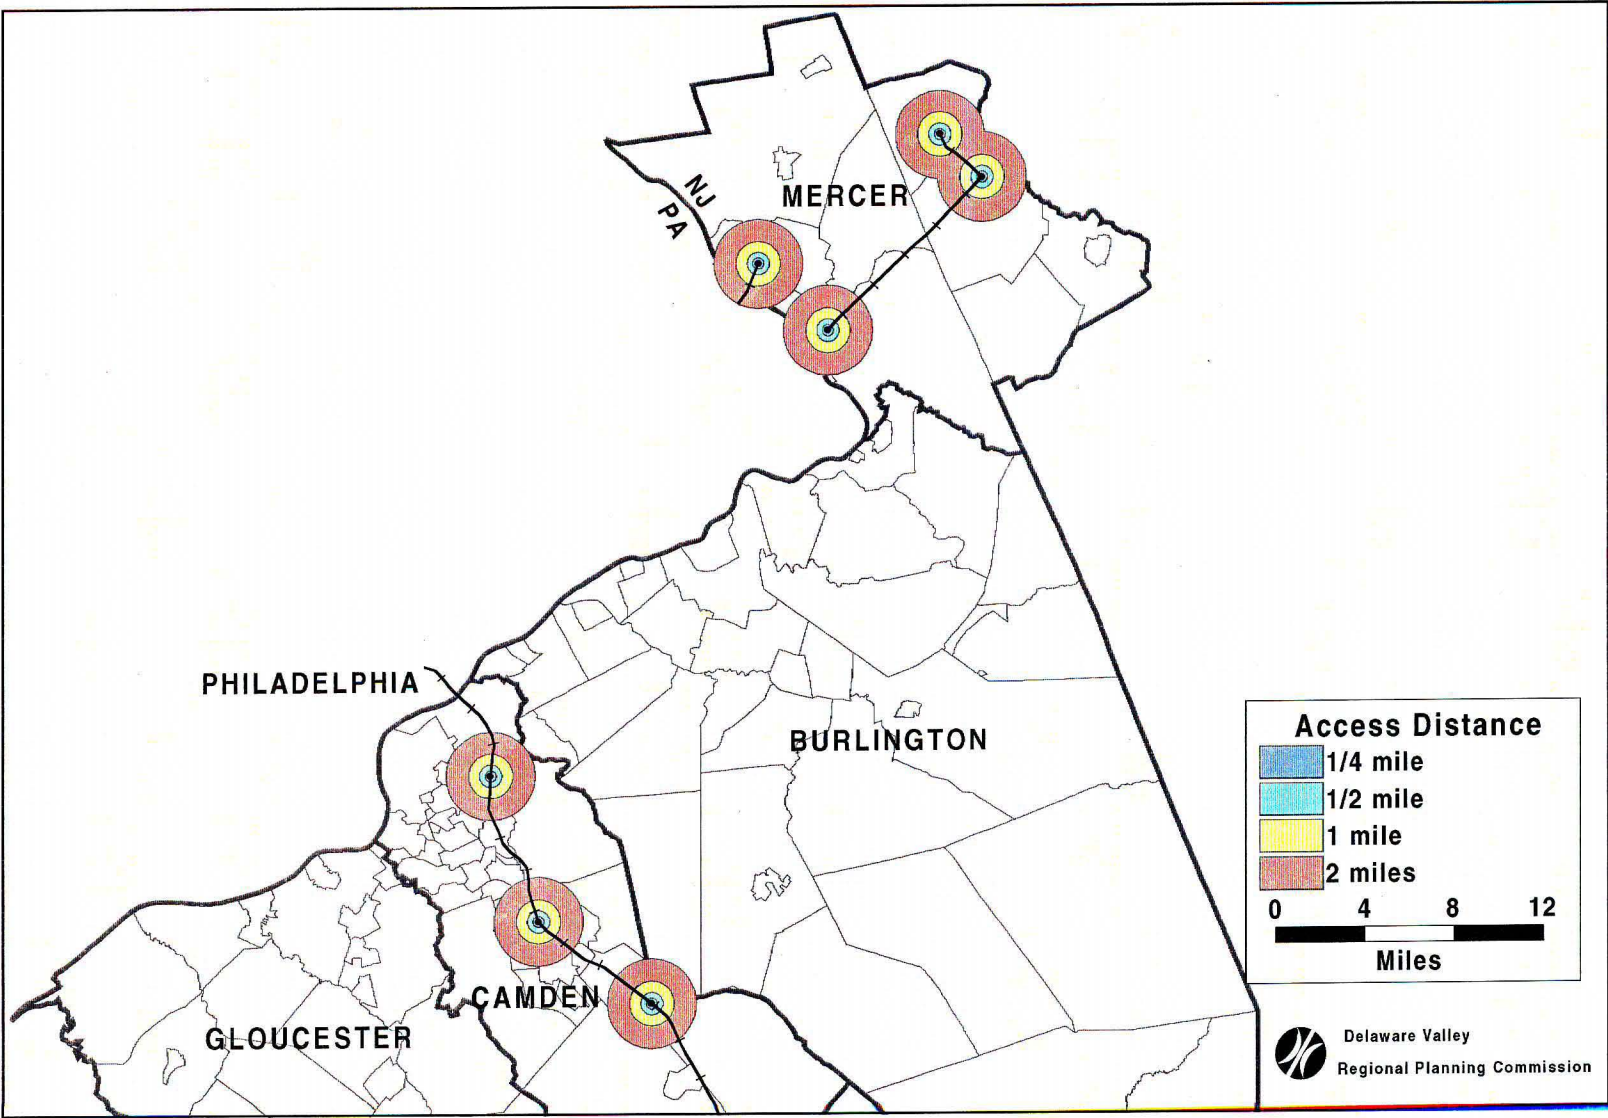 NJ
PA
MERCER
PHILADELPHIA
BURLINGTON
CAMDEN
GLOUCESTER
Access Distance
1/4 mile
1/2 mile
1 mile
2 miles
0 4 8 12
Miles
Delaware Valley
Regional Planning Commission